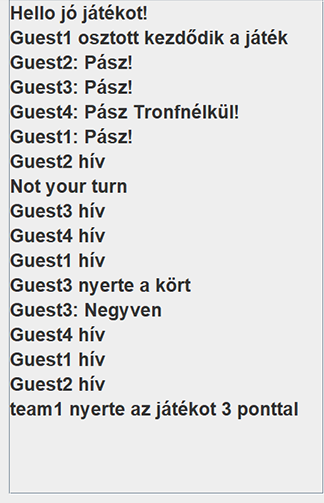 Hello jó játékot!
Guest1 osztott kezdődik a játék
Guest2: Pász!
Guest3: Pász!
Guest4: Pász Tronfnélkül!
Guest1: Pász!
Guest2 hív
Not your turn
Guest3 hív
Guest4 hív
Guest1 hív
Guest3 nyerte a kört
Guest3: Negyven
Guest4 hív
Guest1 hív
Guest2 hív
team1 nyerte az játékot 3 ponttal